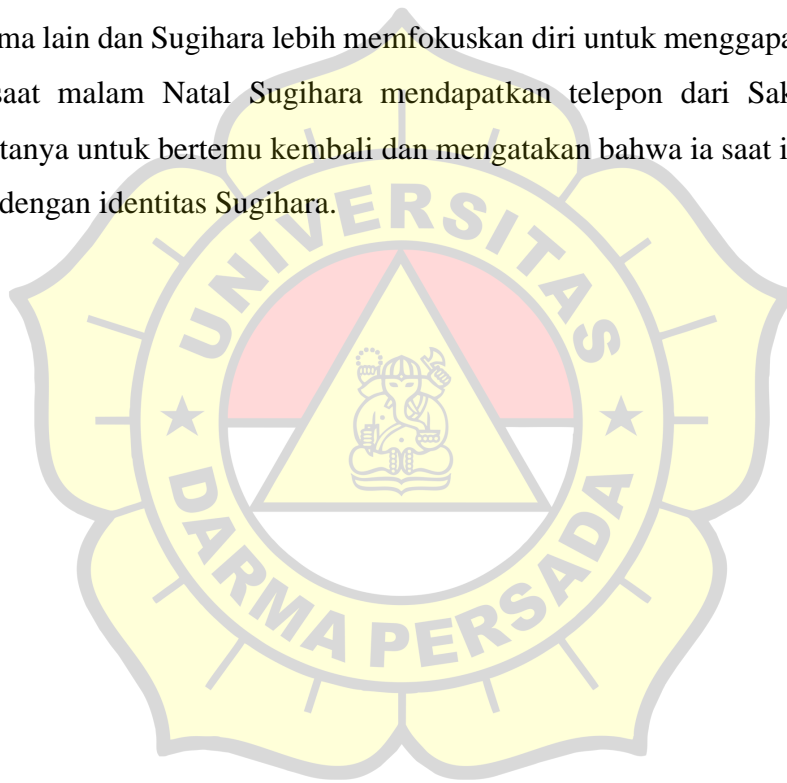 ma lain dan Sugihara lebih memfokuskan diri untuk menggapa
saat malam Natal Sugihara mendapatkan telepon dari Sak
tanya untuk bertemu kembali dan mengatakan bahwa ia saat i
dengan identitas Sugihara.
UNIVERSITAS
DARMA PERSADA